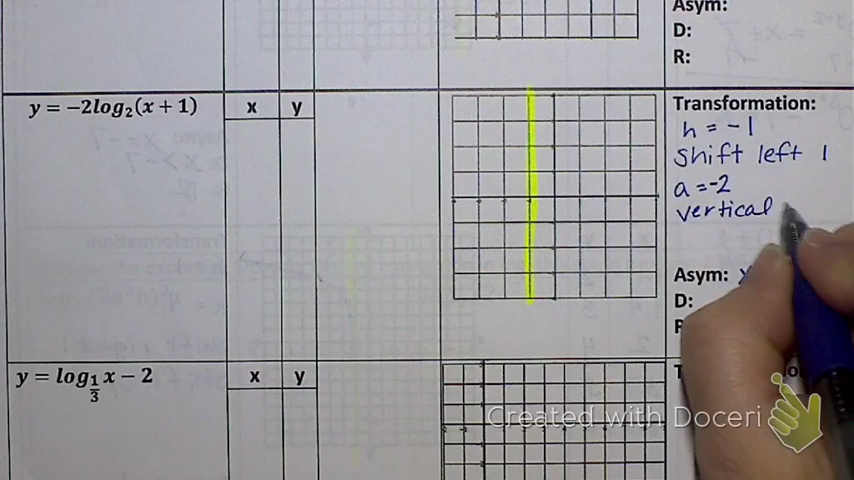 Asym:
D:
R:
y = −2log₂(x + 1)
x y
Transformation:
h = -1
shift left 1
a = -2
vertical
Asym: x
D:
y = log₁/₃ x − 2
x y
Created with Doceri